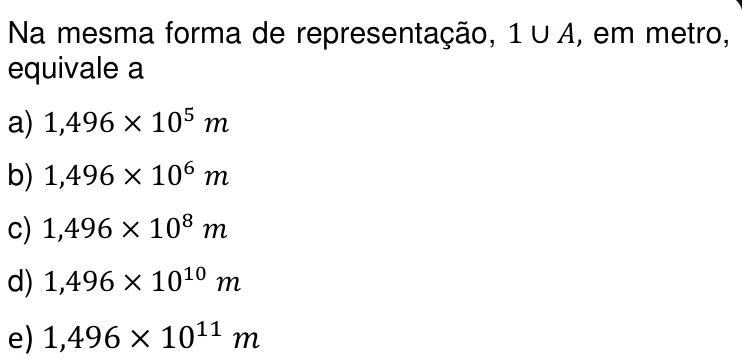 Na mesma forma de representação, 1 ∪ A, em metro,
equivale a
a) 1,496 × 10⁵ m
b) 1,496 × 10⁶ m
c) 1,496 × 10⁸ m
d) 1,496 × 10¹⁰ m
e) 1,496 × 10¹¹ m